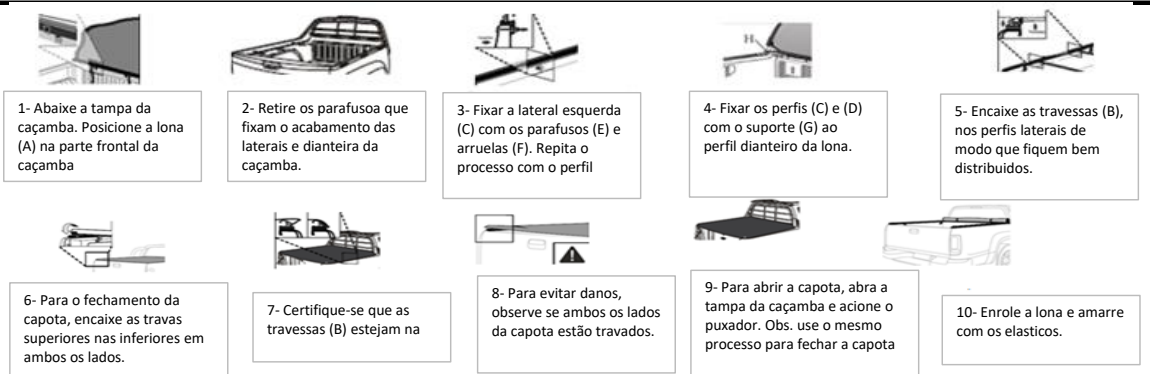 1- Abaixe a tampa da
caçamba. Posicione a lona
(A) na parte frontal da
caçamba
2- Retire os parafusoa que
fixam o acabamento das
laterais e dianteira da
caçamba.
3- Fixar a lateral esquerda
(C) com os parafusos (E) e
arruelas (F). Repita o
processo com o perfil
H
4- Fixar os perfis (C) e (D)
com o suporte (G) ao
perfil dianteiro da lona.
5- Encaixe as travessas (B),
nos perfis laterais de
modo que fiquem bem
distribuidos.
6- Para o fechamento da
capota, encaixe as travas
superiores nas inferiores em
ambos os lados.
7- Certifique-se que as
travessas (B) estejam na
8- Para evitar danos,
observe se ambos os lados
da capota estão travados.
9- Para abrir a capota, abra a
tampa da caçamba e acione o
puxador. Obs. use o mesmo
processo para fechar a capota
10- Enrole a lona e amarre
com os elasticos.